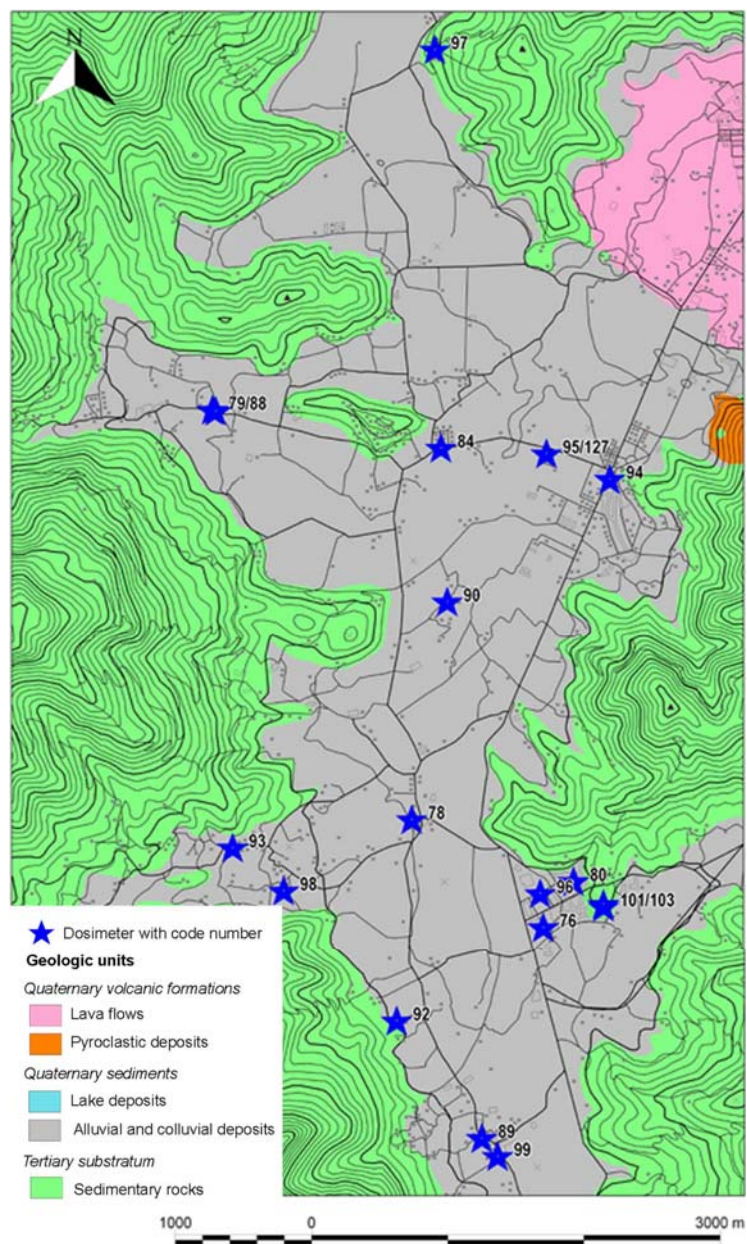 N
97
79/88
84
95/127
94
90
78
93
98
80
96
101/103
76
92
89
99
Dosimeter with code number
Geologic units
Quaternary volcanic formations
Lava flows
Pyroclastic deposits
Quaternary sediments
Lake deposits
Alluvial and colluvial deposits
Tertiary substratum
Sedimentary rocks
1000 0 3000 m